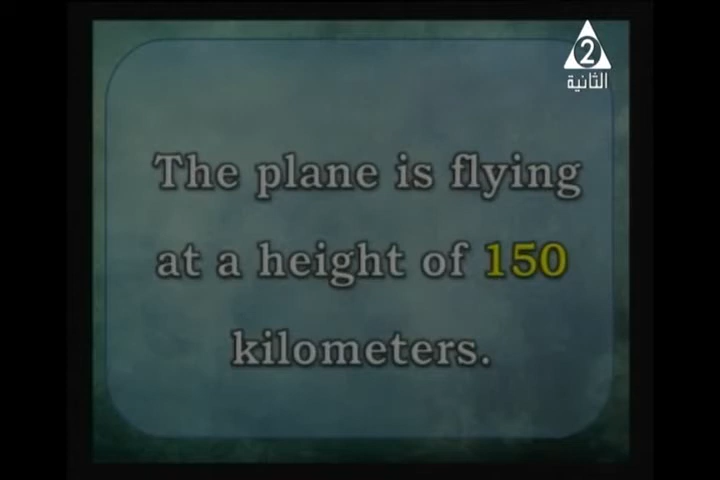 2
الثانية
The plane is flying
at a height of 150
kilometers.